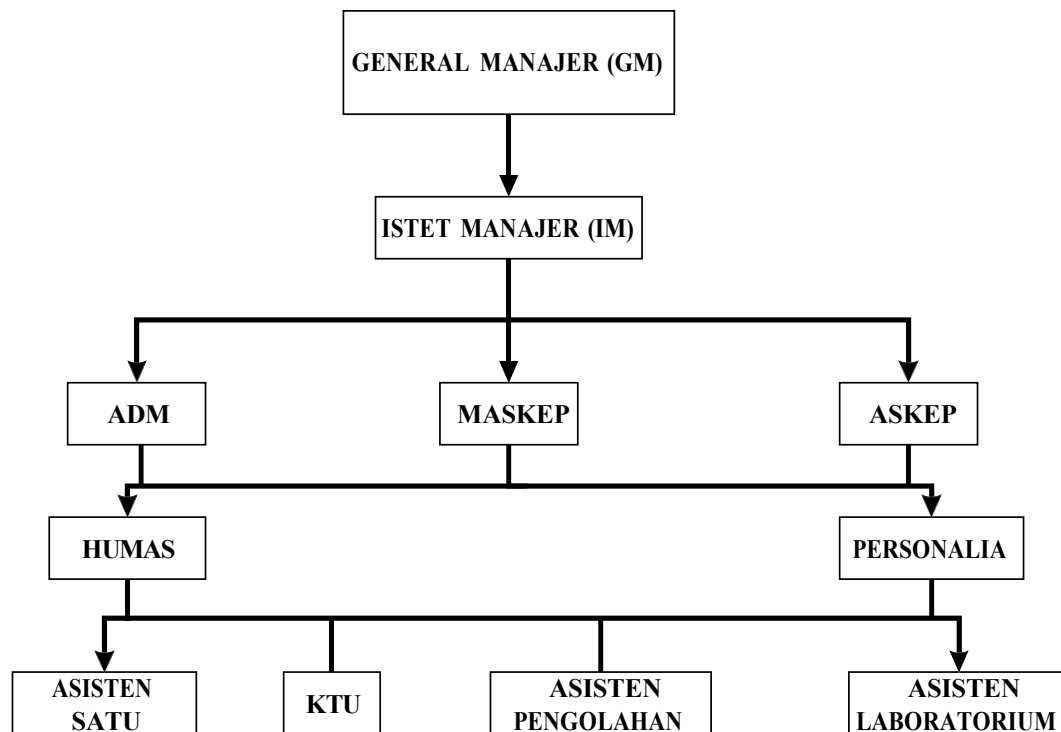 GENERAL MANAJER (GM)
ISTET MANAJER (IM)
ADM
MASKEP
ASKEP
HUMAS
PERSONALIA
ASISTEN
SATU
KTU
ASISTEN
PENGOLAHAN
ASISTEN
LABORATORIUM